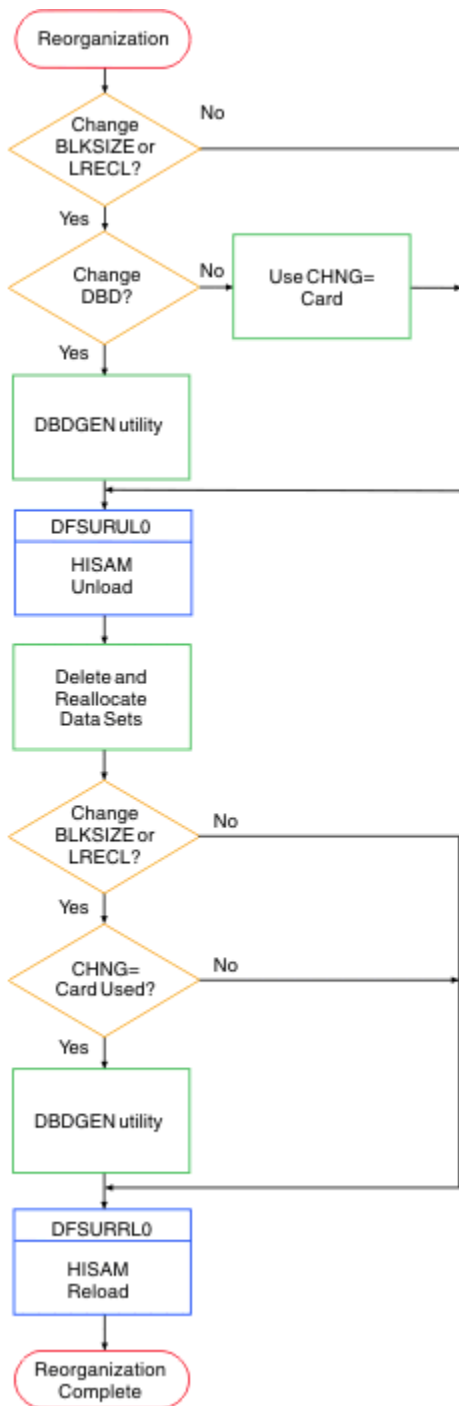 Reorganization
No
Change
BLKSIZE or
LRECL?
Yes
Change
DBD?
No
Use CHNG=
Card
Yes
DBDGEN utility
DFSURUL0
HISAM
Unload
Delete and
Reallocate
Data Sets
Change
BLKSIZE or
LRECL?
No
Yes
CHNG=
Card Used?
No
Yes
DBDGEN utility
DFSURRL0
HISAM
Reload
Reorganization
Complete